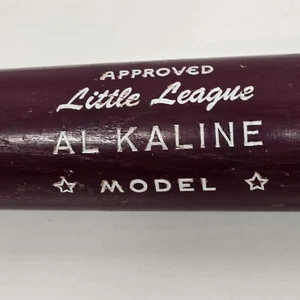 APPROVED
Little League
AL KALINE
☆ MODEL ☆